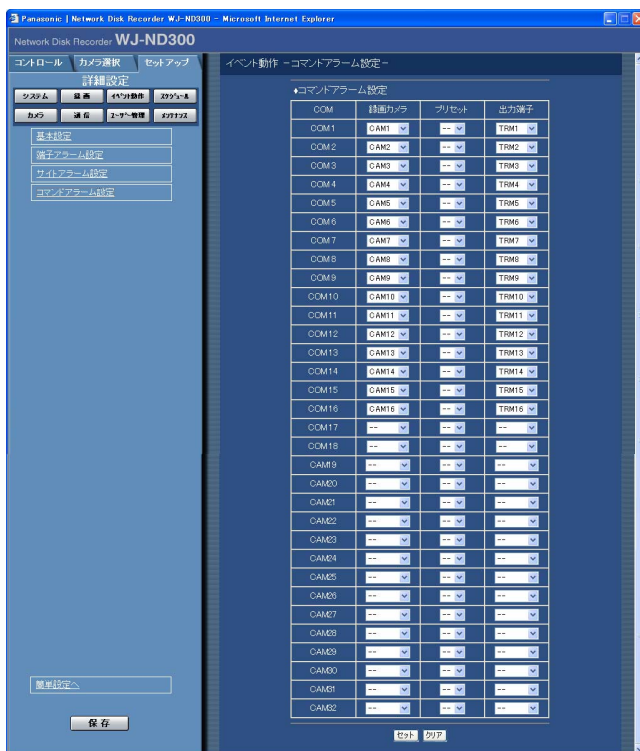 Panasonic | Network Disk Recorder WJ-ND300 - Microsoft Internet Explorer
Network Disk Recorder WJ-ND300
コントロール カメラ選択 セットアップ
詳細設定
システム 録画 イベント動作 スケジュール
カメラ 通信 ユーザー管理 メンテナンス
基本設定
端子アラーム設定
サイトアラーム設定
コマンドアラーム設定
簡単設定へ
保存
イベント動作 -コマンドアラーム設定-
♦コマンドアラーム設定
COM 録画カメラ プリセット 出力端子
COM1 CAM1 -- TRM1
COM2 CAM2 -- TRM2
COM3 CAM3 -- TRM3
COM4 CAM4 -- TRM4
COM5 CAM5 -- TRM5
COM6 CAM6 -- TRM6
COM7 CAM7 -- TRM7
COM8 CAM8 -- TRM8
COM9 CAM9 -- TRM9
COM10 CAM10 -- TRM10
COM11 CAM11 -- TRM11
COM12 CAM12 -- TRM12
COM13 CAM13 -- TRM13
COM14 CAM14 -- TRM14
COM15 CAM15 -- TRM15
COM16 CAM16 -- TRM16
COM17 -- -- --
COM18 -- -- --
CAM19 -- -- --
CAM20 -- -- --
CAM21 -- -- --
CAM22 -- -- --
CAM23 -- -- --
CAM24 -- -- --
CAM25 -- -- --
CAM26 -- -- --
CAM27 -- -- --
CAM28 -- -- --
CAM29 -- -- --
CAM30 -- -- --
CAM31 -- -- --
CAM32 -- -- --
セット クリア